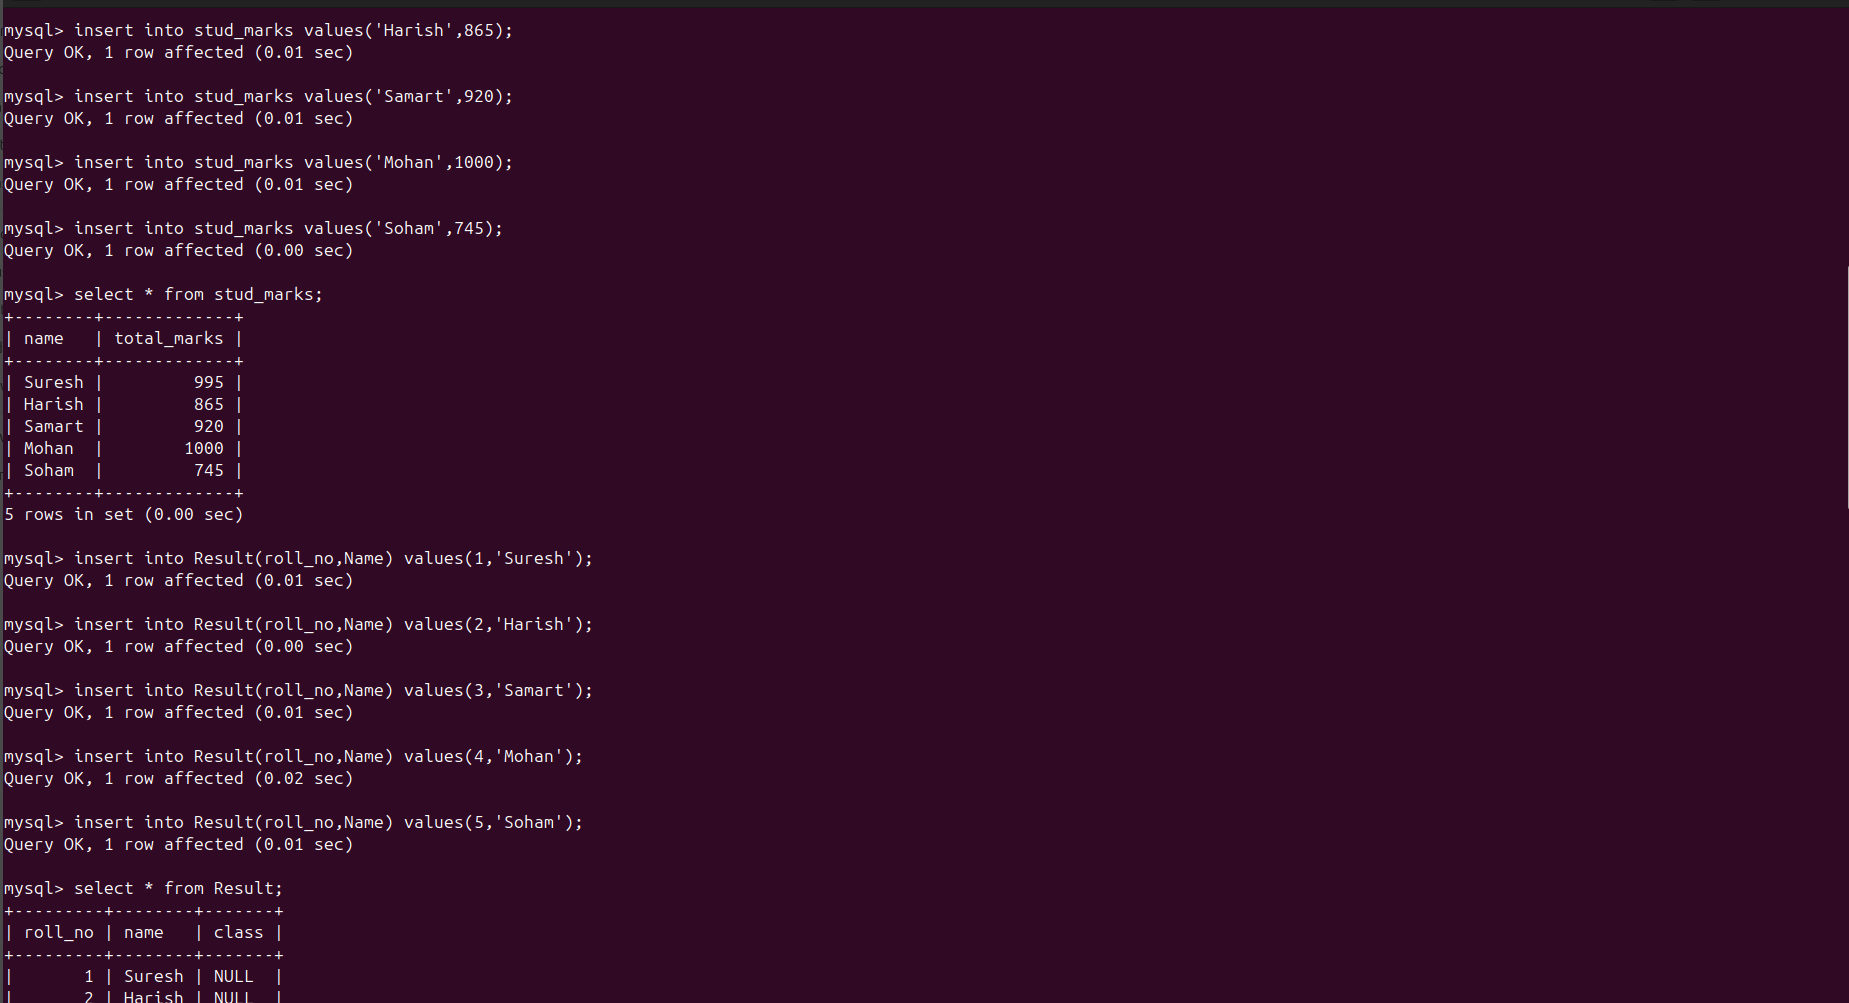 mysql> insert into stud_marks values('Harish',865);
Query OK, 1 row affected (0.01 sec)

mysql> insert into stud_marks values('Samart',920);
Query OK, 1 row affected (0.01 sec)

mysql> insert into stud_marks values('Mohan',1000);
Query OK, 1 row affected (0.01 sec)

mysql> insert into stud_marks values('Soham',745);
Query OK, 1 row affected (0.00 sec)

mysql> select * from stud_marks;
+--------+-------------+
| name   | total_marks |
+--------+-------------+
| Suresh |         995 |
| Harish |         865 |
| Samart |         920 |
| Mohan  |        1000 |
| Soham  |         745 |
+--------+-------------+
5 rows in set (0.00 sec)

mysql> insert into Result(roll_no,Name) values(1,'Suresh');
Query OK, 1 row affected (0.01 sec)

mysql> insert into Result(roll_no,Name) values(2,'Harish');
Query OK, 1 row affected (0.00 sec)

mysql> insert into Result(roll_no,Name) values(3,'Samart');
Query OK, 1 row affected (0.01 sec)

mysql> insert into Result(roll_no,Name) values(4,'Mohan');
Query OK, 1 row affected (0.02 sec)

mysql> insert into Result(roll_no,Name) values(5,'Soham');
Query OK, 1 row affected (0.01 sec)

mysql> select * from Result;
+---------+--------+-------+
| roll_no | name   | class |
+---------+--------+-------+
|       1 | Suresh | NULL  |
|       2 | Harish | NULL  |